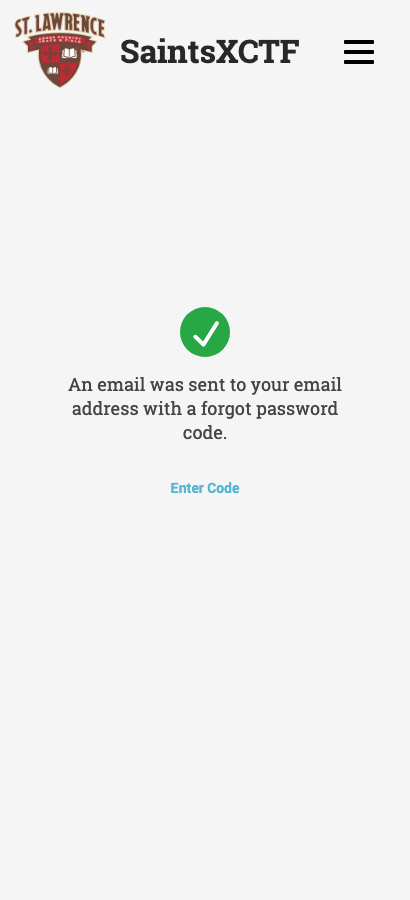 ST. LAWRENCE
SaintsXCTF
An email was sent to your email
address with a forgot password
code.
Enter Code